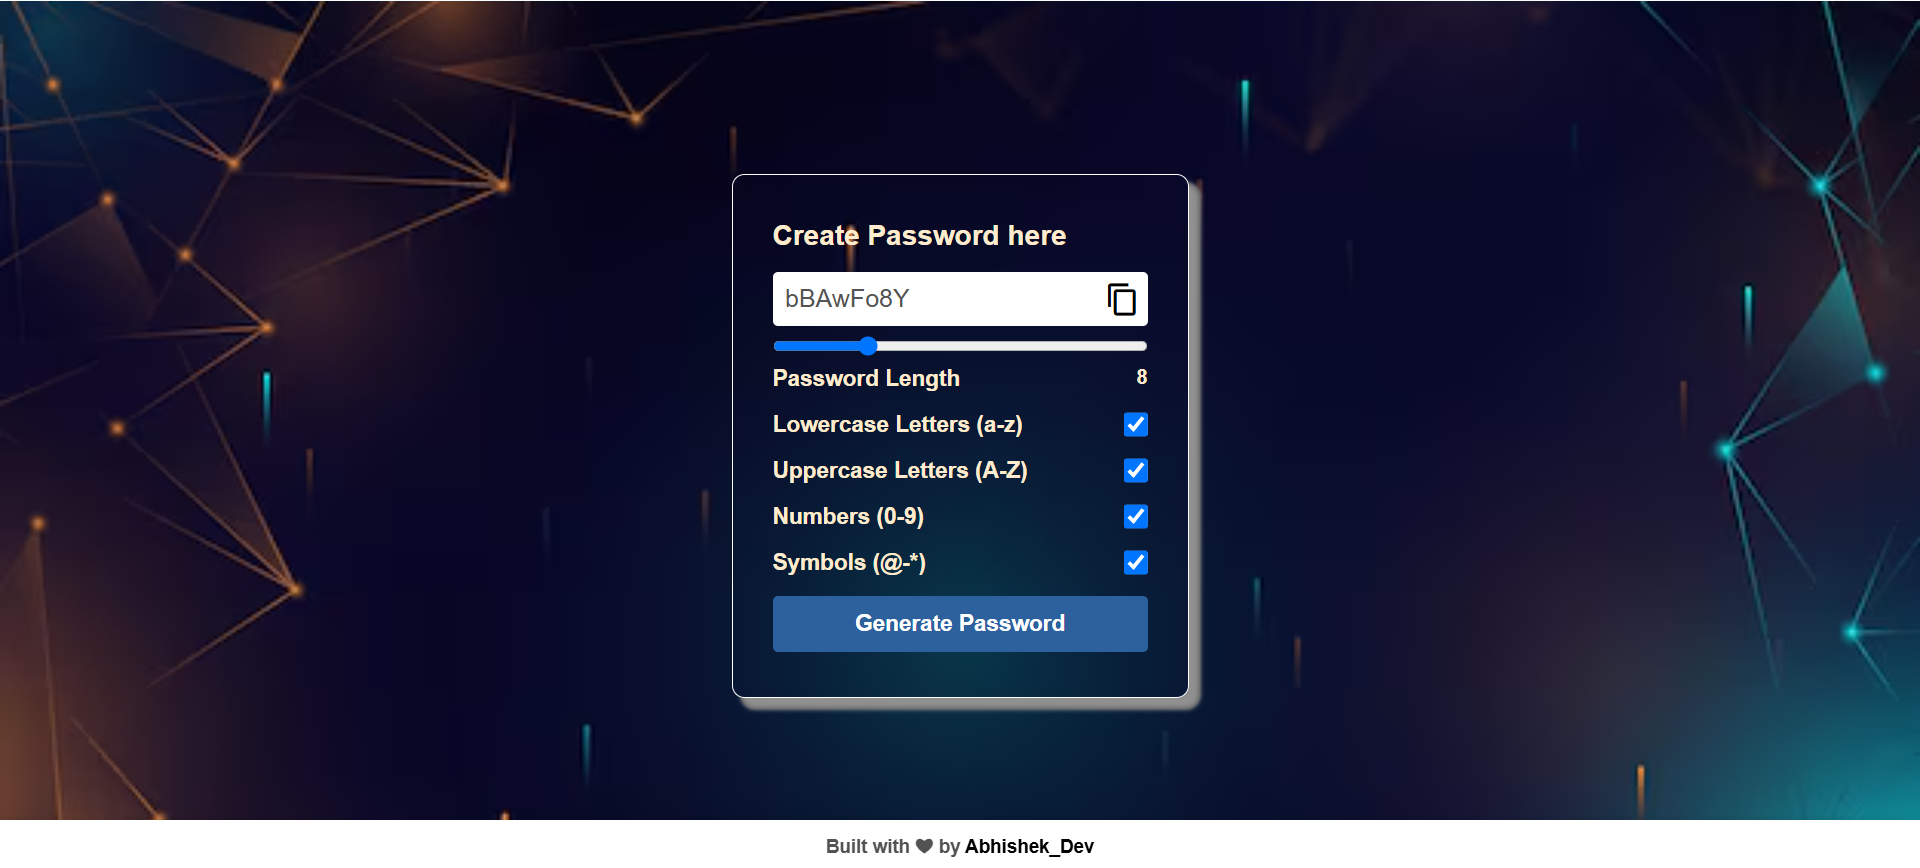 Create Password here
bBAwFo8Y
Password Length 8
Lowercase Letters (a-z)
Uppercase Letters (A-Z)
Numbers (0-9)
Symbols (@-*)
Generate Password
Built with ♥ by Abhishek_Dev